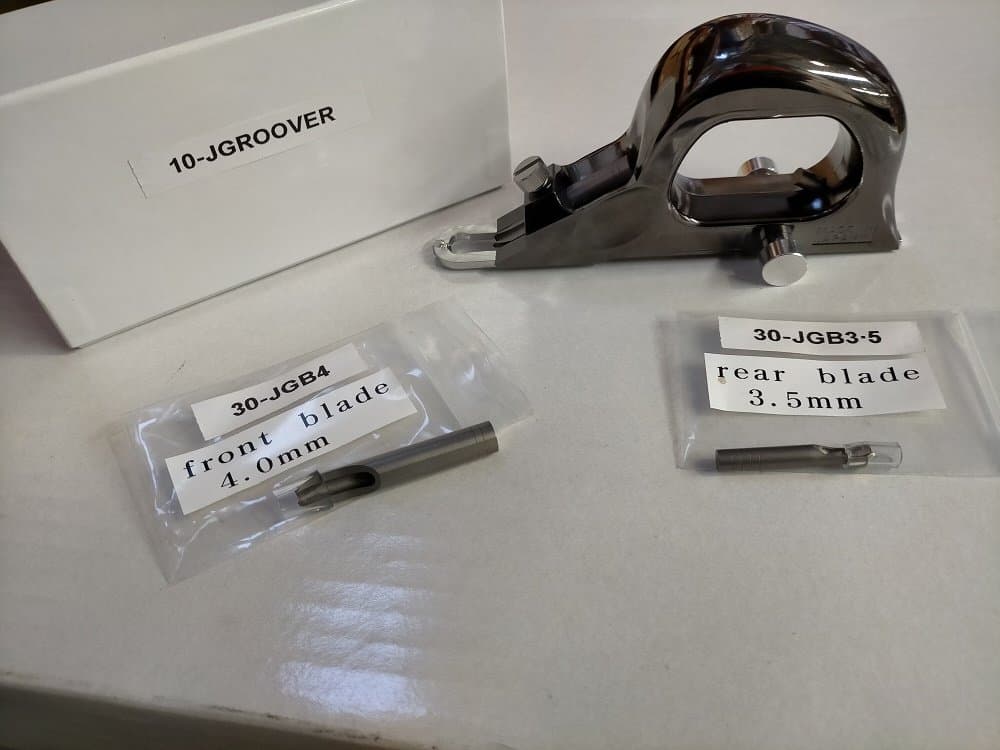 10-JGROOVER
30-JGB4
front blade
4.0mm
30-JGB3·5
rear blade
3.5mm